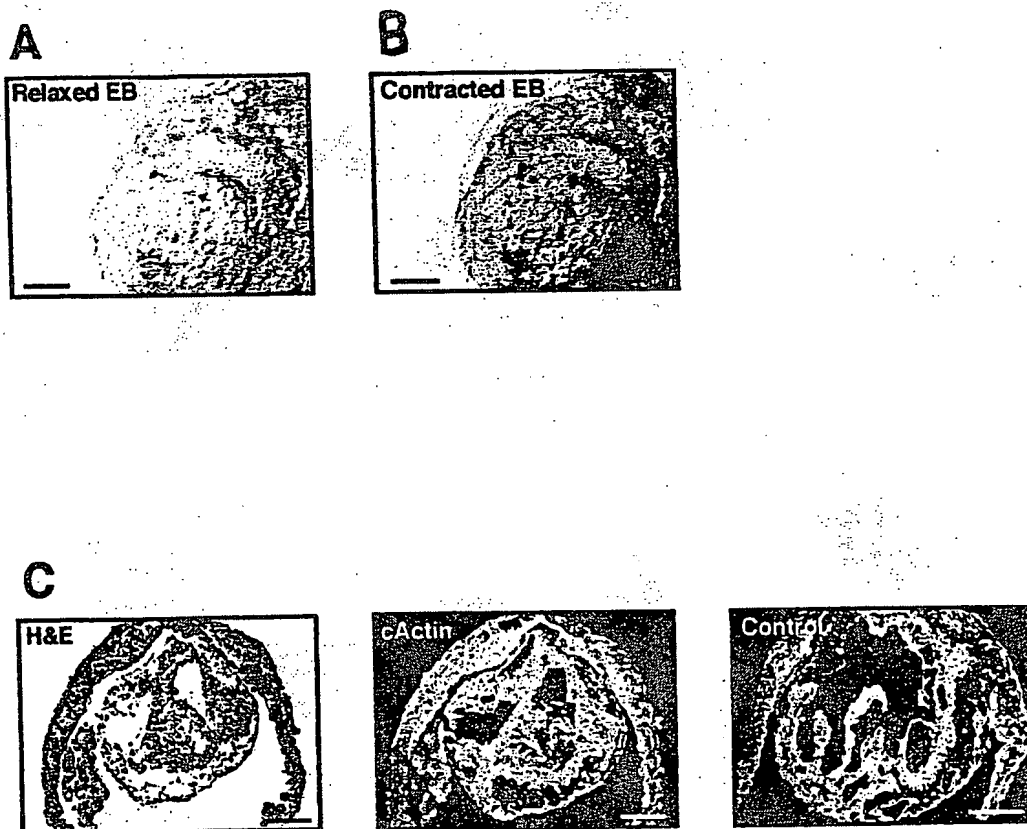 A
B
Relaxed EB
Contracted EB
C
H&E
cActin
Control